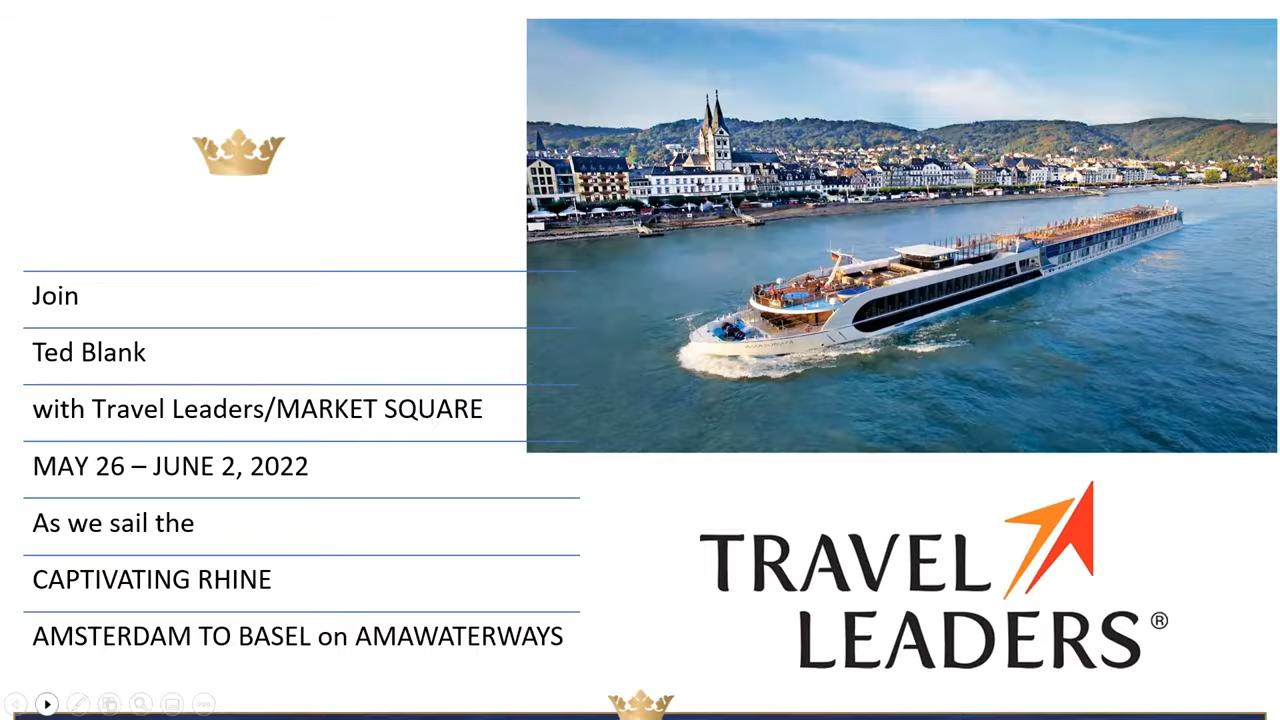 Join
Ted Blank
with Travel Leaders/MARKET SQUARE
MAY 26 – JUNE 2, 2022
As we sail the
CAPTIVATING RHINE
AMSTERDAM TO BASEL on AMAWATERWAYS
TRAVEL
LEADERS®